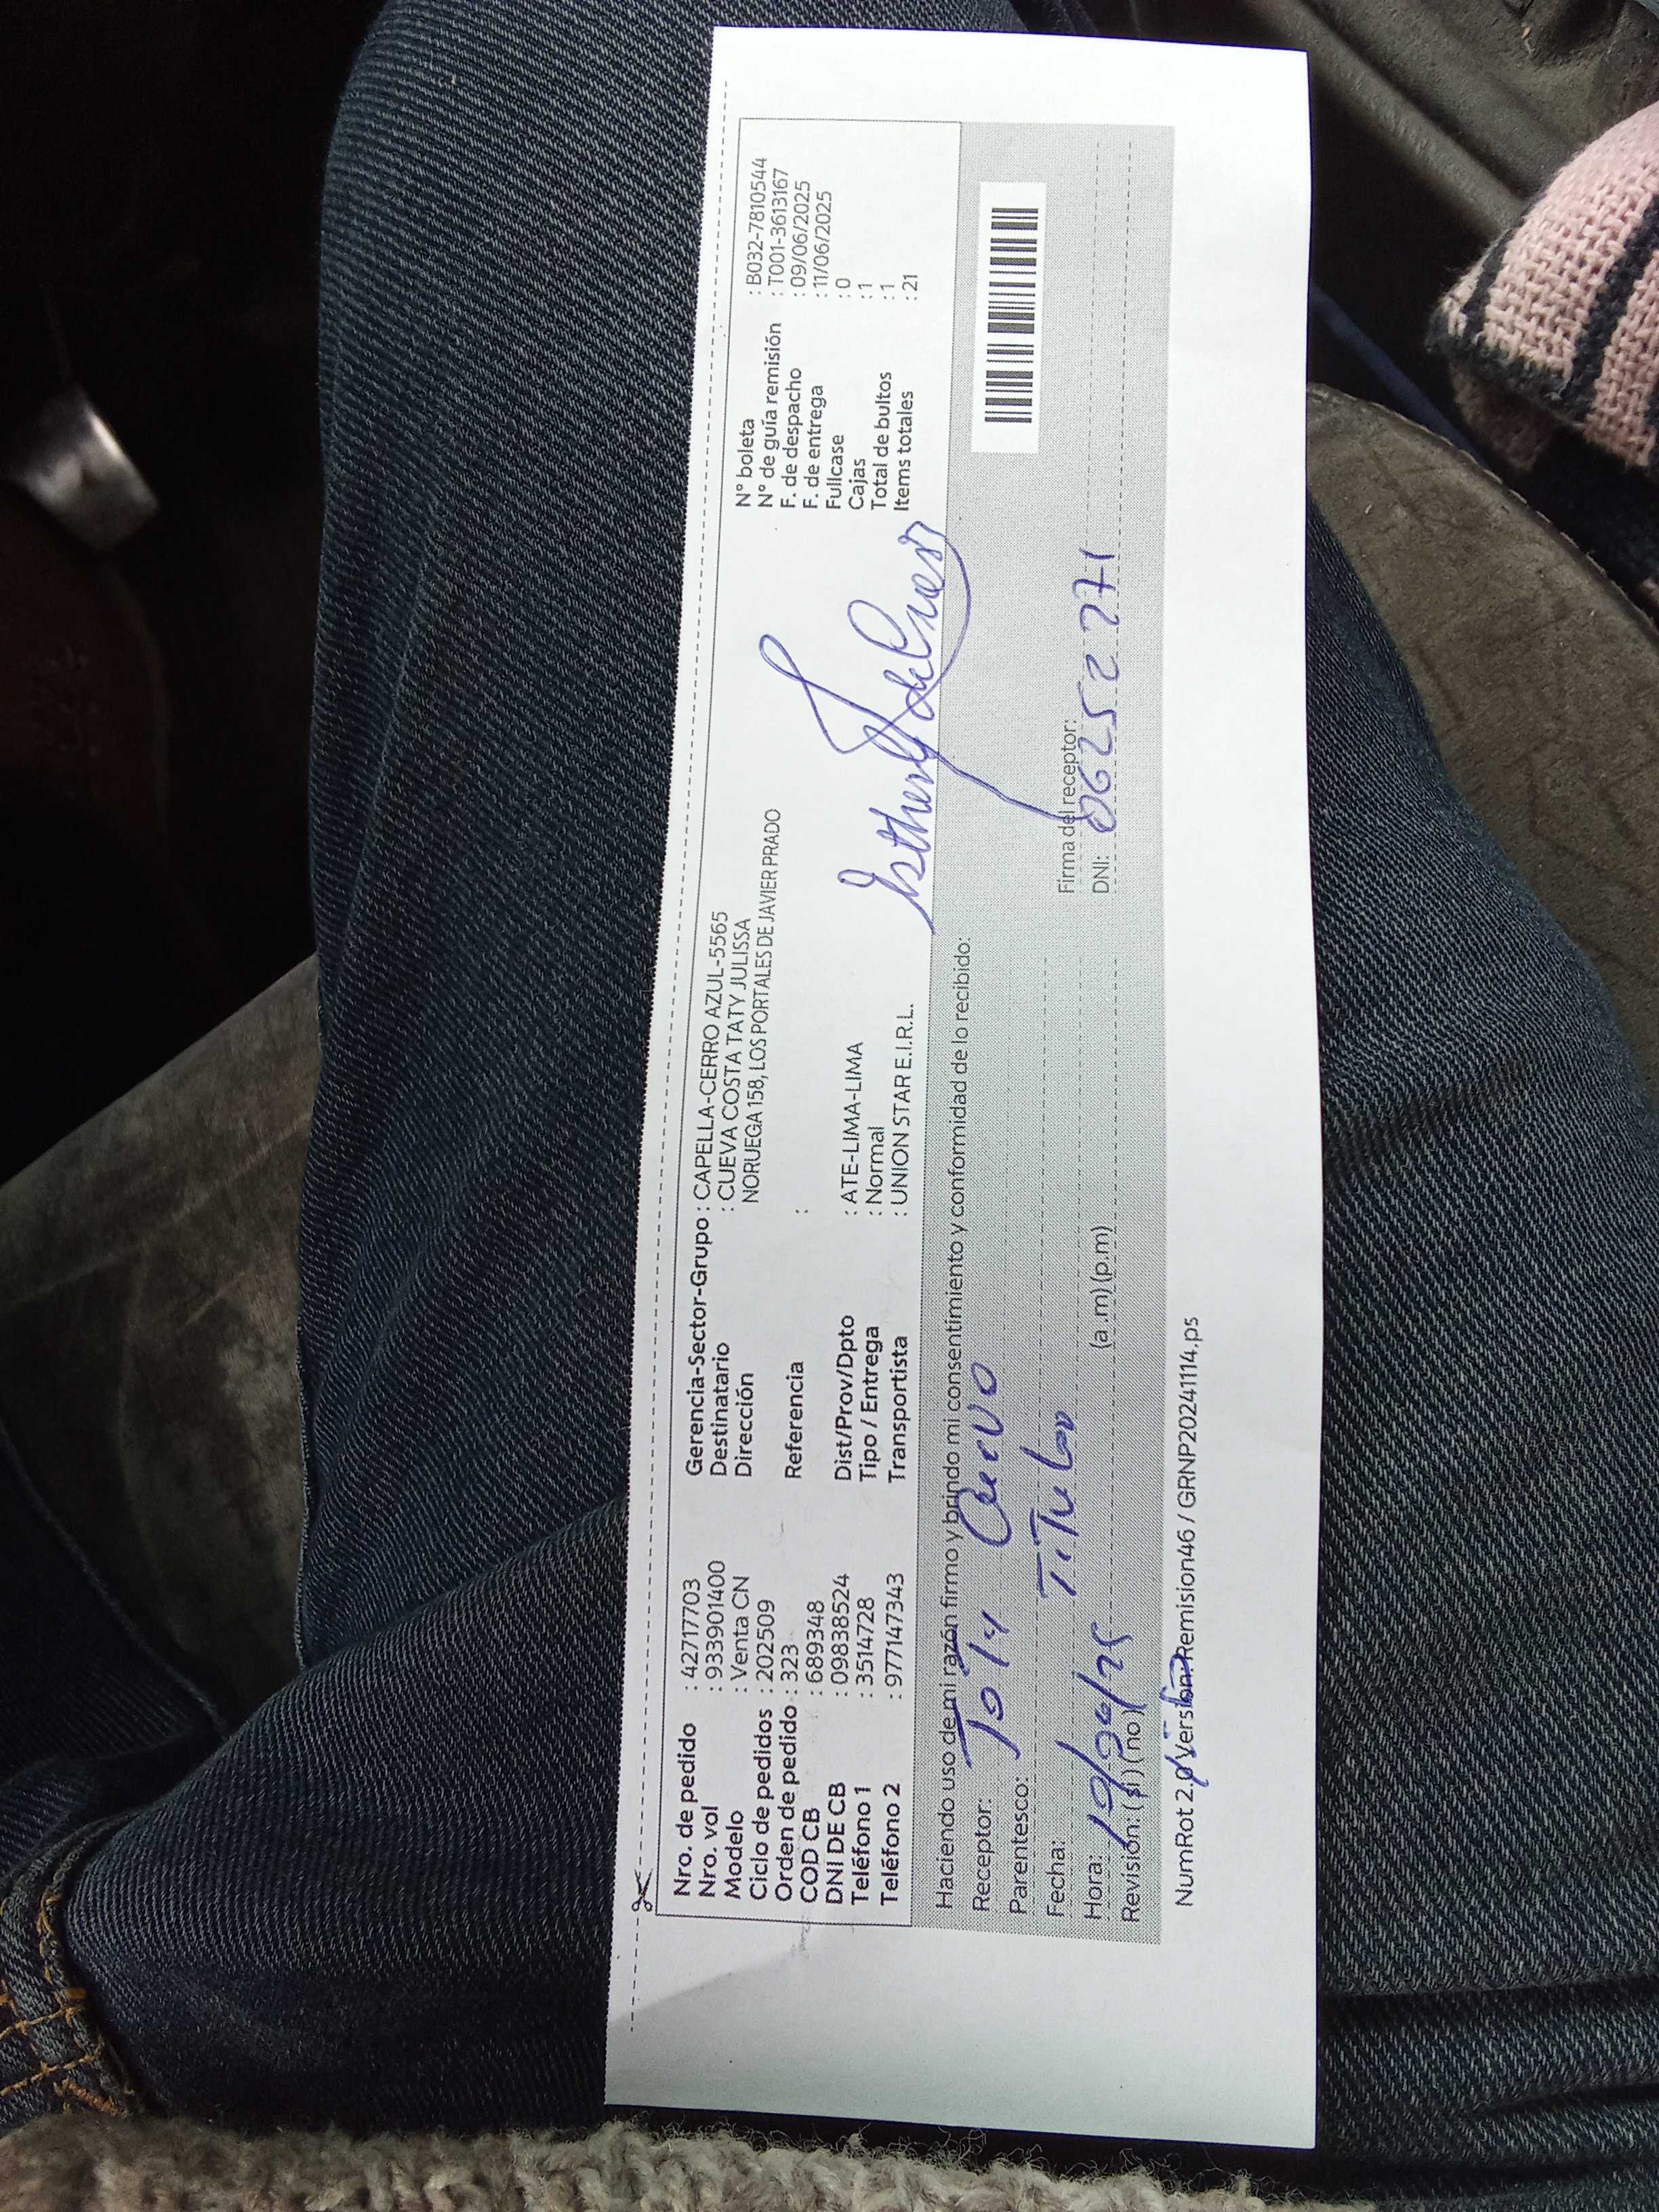 Nro. de pedido : 42717703
Nro. vol : 933901400
Modelo : Venta CN
Ciclo de pedidos : 202509
Orden de pedido : 323
COD CB : 689348
DNI DE CB : 09838524
Teléfono 1 : 3514728
Teléfono 2 : 977147343
Gerencia-Sector-Grupo : CAPELLA-CERRO AZUL-5565
Destinatario : CUEVA COSTA TATY JULISSA
Dirección NORUEGA 158, LOS PORTALES DE JAVIER PRADO
Referencia :
Dist/Prov/Dpto : ATE-LIMA-LIMA
Tipo / Entrega : Normal
Transportista : UNION STAR E.I.R.L.
N° boleta : B032-7810544
N° de guía remisión : T001-3613167
F. de despacho : 09/06/2025
F. de entrega : 11/06/2025
Fullcase : 0
Cajas : 1
Total de bultos : 1
Items totales : 21
Haciendo uso de mi razón firmo y brindo mi consentimiento y conformidad de lo recibido:
Receptor:
Parentesco: Titular
Fecha:
Hora: (a.m) (p.m)
Revisión: (si) (no)
Firma del receptor:
DNI: 06252271
NumRot 2.0 Version: Remision46 / GRNP20241114.ps